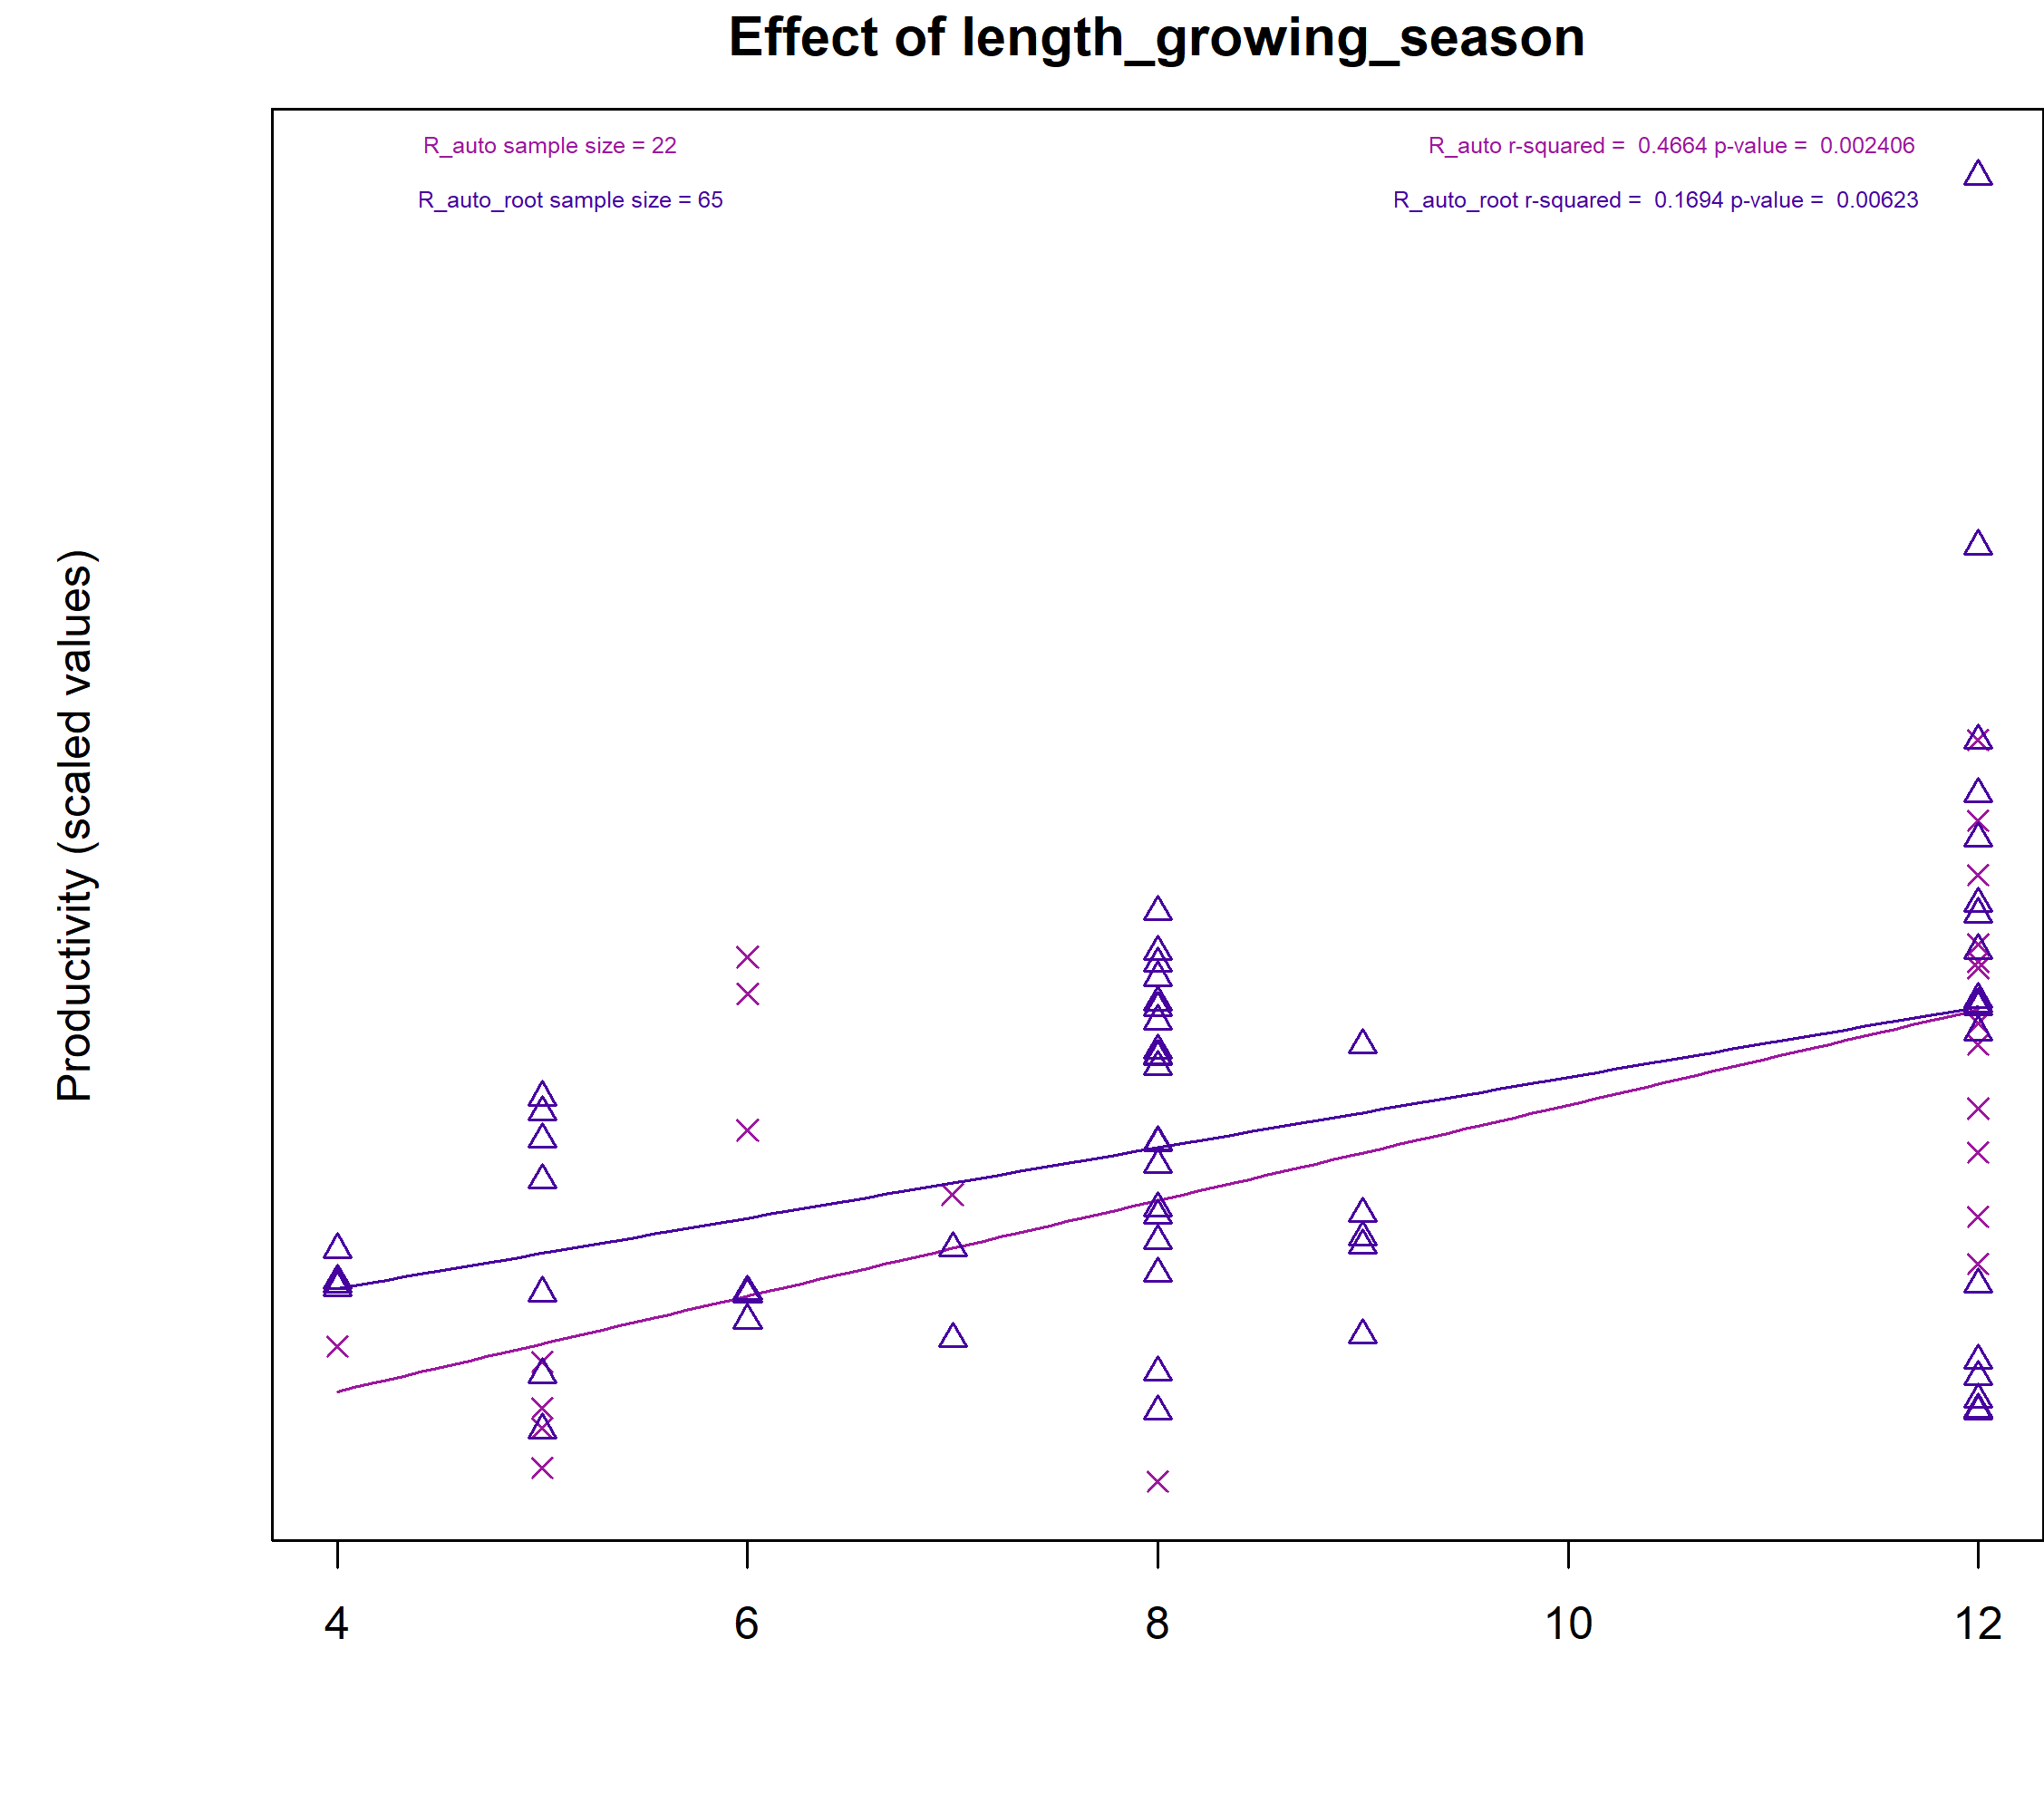 Effect of length_growing_season
R_auto sample size = 22
R_auto r-squared =  0.4664 p-value =  0.002406
R_auto_root sample size = 65
R_auto_root r-squared =  0.1694 p-value =  0.00623
Productivity (scaled values)
4 6 8 10 12